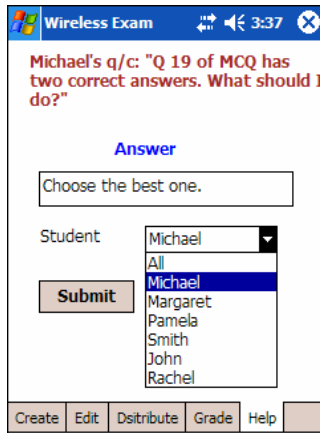 Wireless Exam 3:37
Michael's q/c: "Q 19 of MCQ has
two correct answers. What should I
do?"
Answer
Choose the best one.
Student Michael
All
Michael
Submit
Margaret
Pamela
Smith
John
Rachel
Create Edit Dsitribute Grade Help